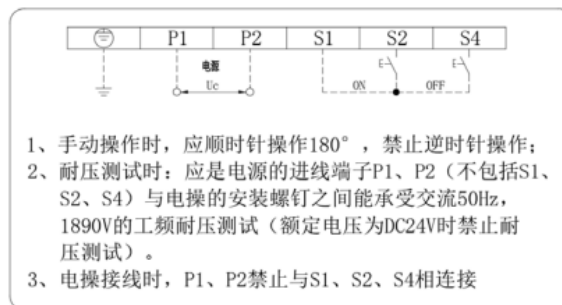 P1 P2 S1 S2 S4
电源
Uc
ON OFF
1、手动操作时，应顺时针操作180°，禁止逆时针操作；
2、耐压测试时：应是电源的进线端子P1、P2（不包括S1、
S2、S4）与电操的安装螺钉之间能承受交流50Hz，
1890V的工频耐压测试（额定电压为DC24V时禁止耐
压测试）。
3、电操接线时，P1、P2禁止与S1、S2、S4相连接